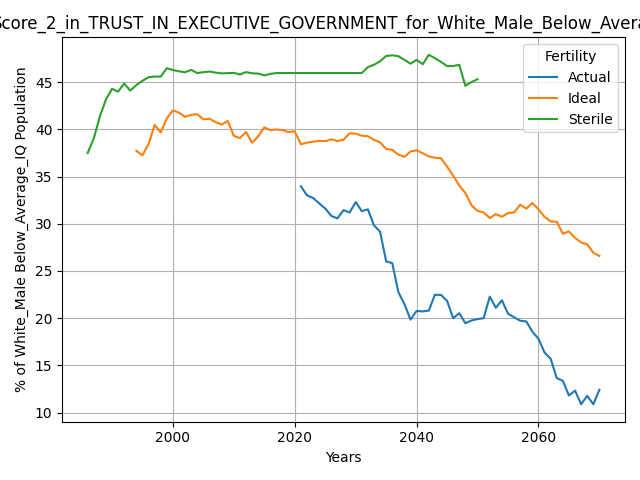 Score_2_in_TRUST_IN_EXECUTIVE_GOVERNMENT_for_White_Male_Below_Avera
Fertility
Actual
Ideal
Sterile
% of White_Male Below_Average_IQ Population
45
40
35
30
25
20
15
10
2000 2020 2040 2060
Years